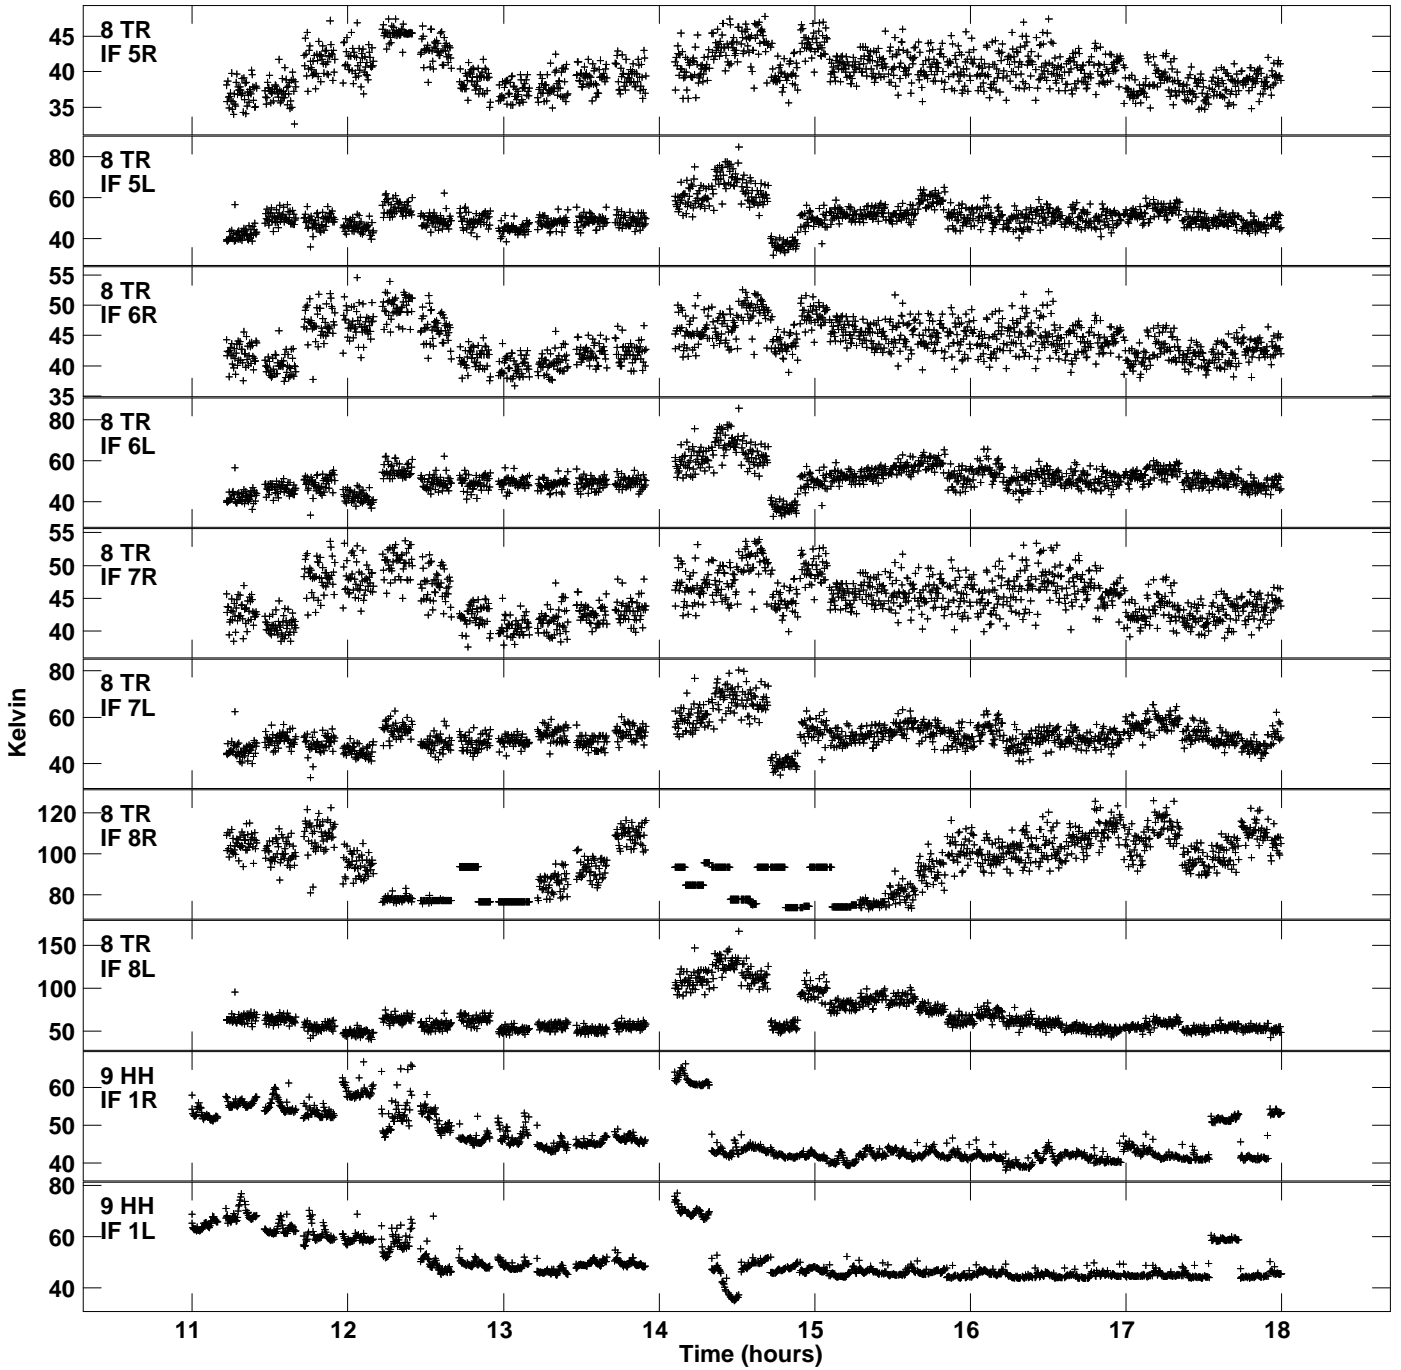 8 TR
IF 5R
45
40
35
8 TR
IF 5L
80
60
40
8 TR
IF 6R
55
50
45
40
35
8 TR
IF 6L
80
60
40
8 TR
IF 7R
55
50
45
40
8 TR
IF 7L
80
60
40
8 TR
IF 8R
120
100
80
8 TR
IF 8L
150
100
50
9 HH
IF 1R
60
50
40
9 HH
IF 1L
80
60
40
Kelvin
11 12 13 14 15 16 17 18
Time (hours)